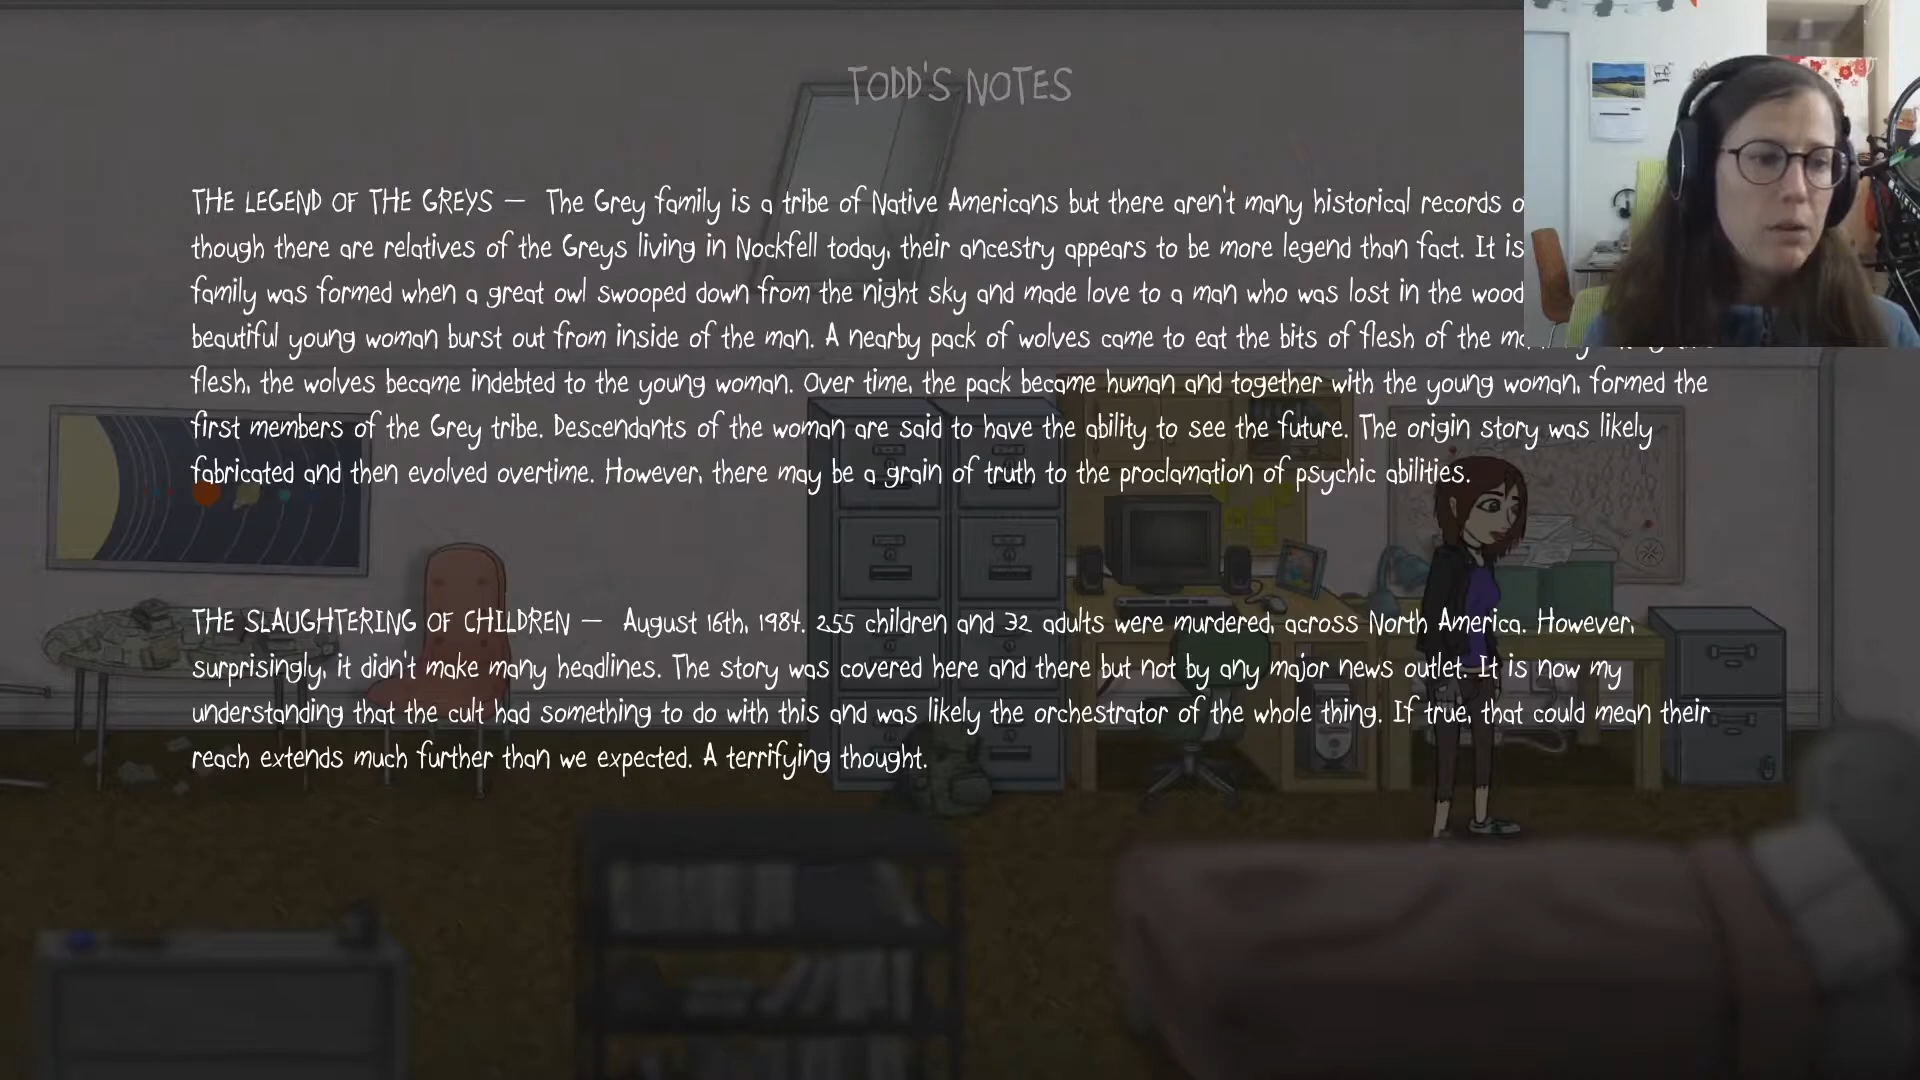 TODD'S NOTES
THE LEGEND OF THE GREYS — The Grey family is a tribe of Native Americans but there aren't many historical records
though there are relatives of the Greys living in Nockfell today, their ancestry appears to be more legend than fact. It is
family was formed when a great owl swooped down from the night sky and made love to a man who was lost in the wood
beautiful young woman burst out from inside of the man. A nearby pack of wolves came to eat the bits of flesh of the
flesh, the wolves became indebted to the young woman. Over time, the pack became human and together with the young woman, formed the
first members of the Grey tribe. Descendants of the woman are said to have the ability to see the future. The origin story was likely
fabricated and then evolved overtime. However, there may be a grain of truth to the proclamation of psychic abilities.
THE SLAUGHTERING OF CHILDREN — August 16th, 1984. 255 children and 32 adults were murdered, across North America. However,
surprisingly, it didn't make many headlines. The story was covered here and there but not by any major news outlet. It is now my
understanding that the cult had something to do with this and was likely the orchestrator of the whole thing. If true, that could mean their
reach extends much further than we expected. A terrifying thought.